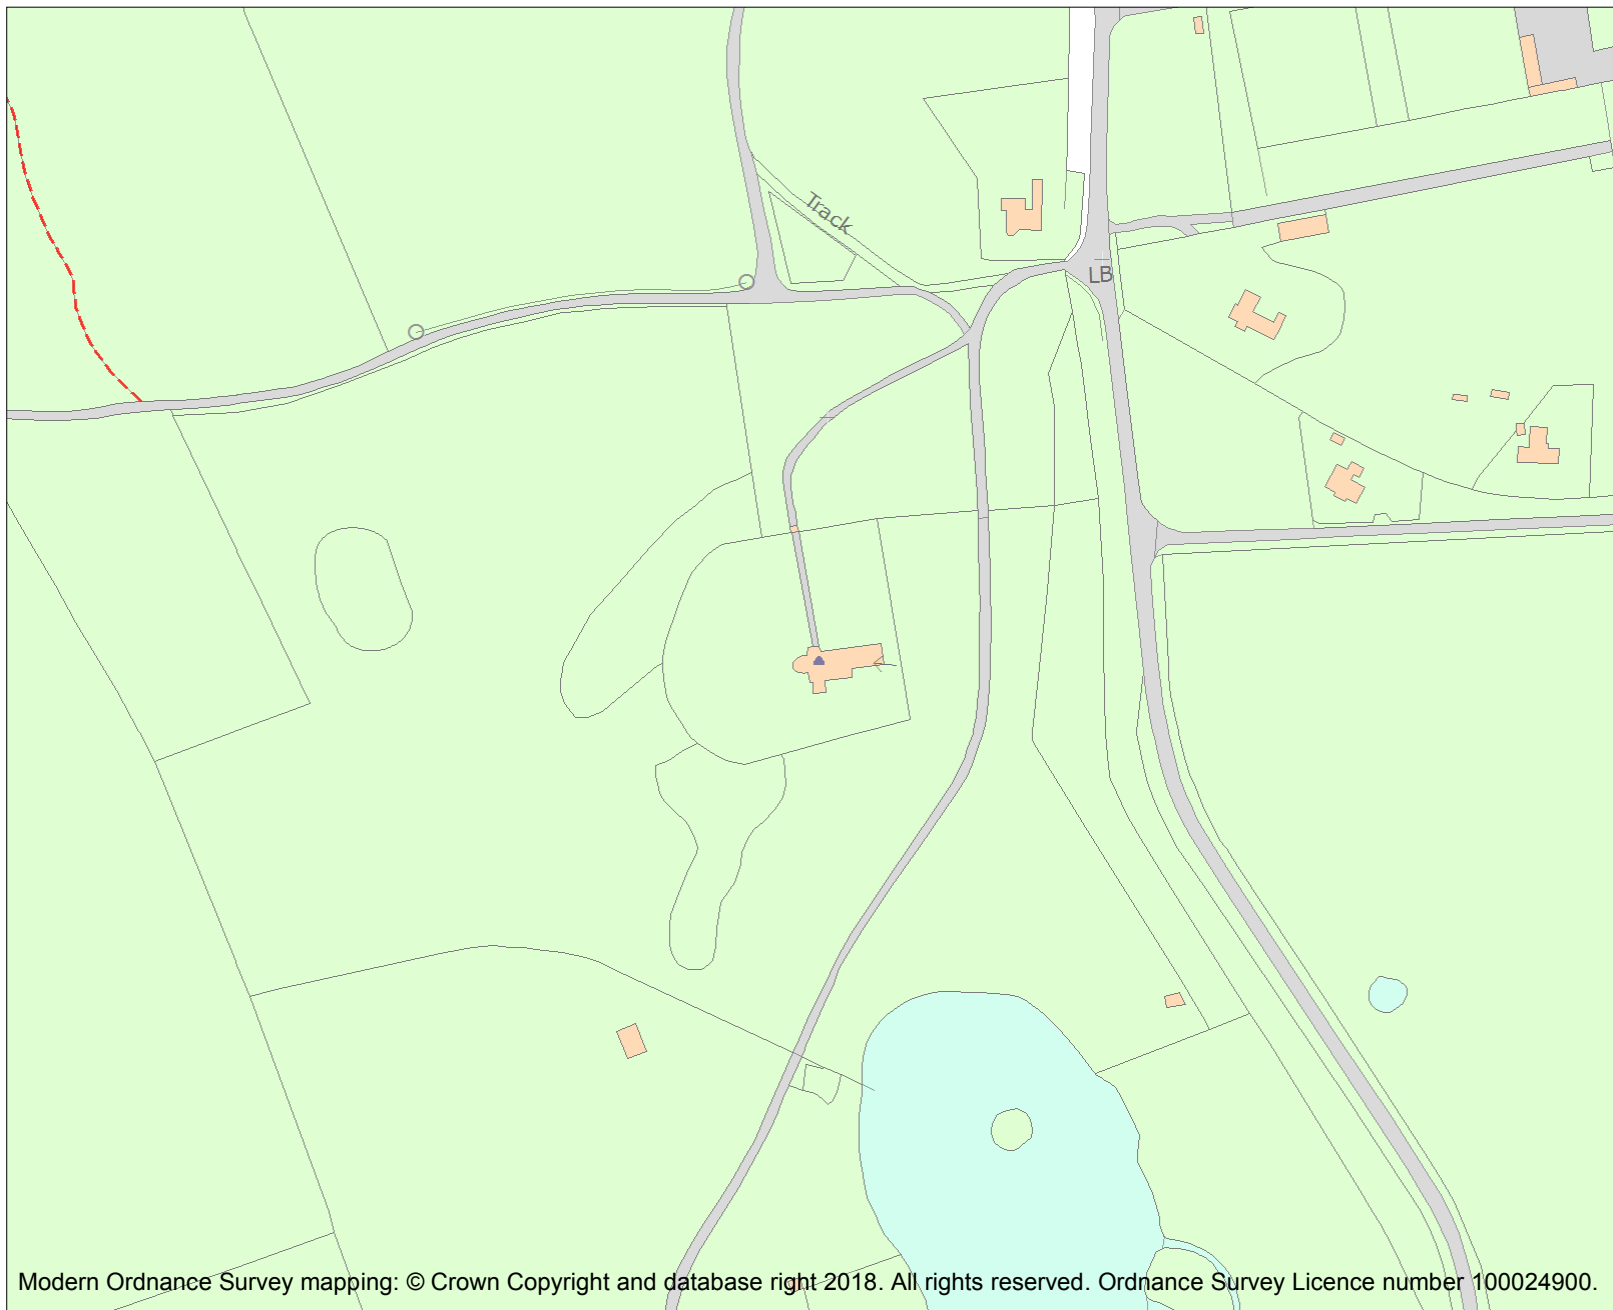 Track
LB
Modern Ordnance Survey mapping: © Crown Copyright and database right 2018. All rights reserved. Ordnance Survey Licence number 100024900.